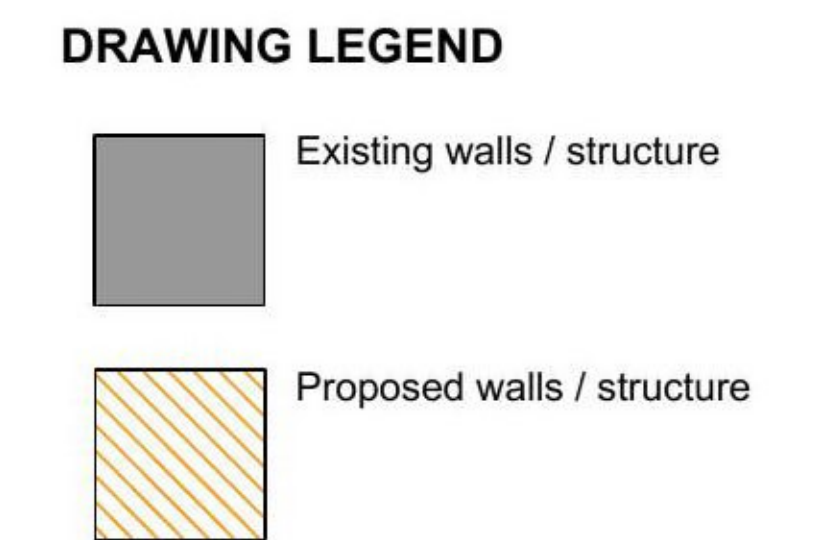 DRAWING LEGEND
Existing walls / structure
Proposed walls / structure